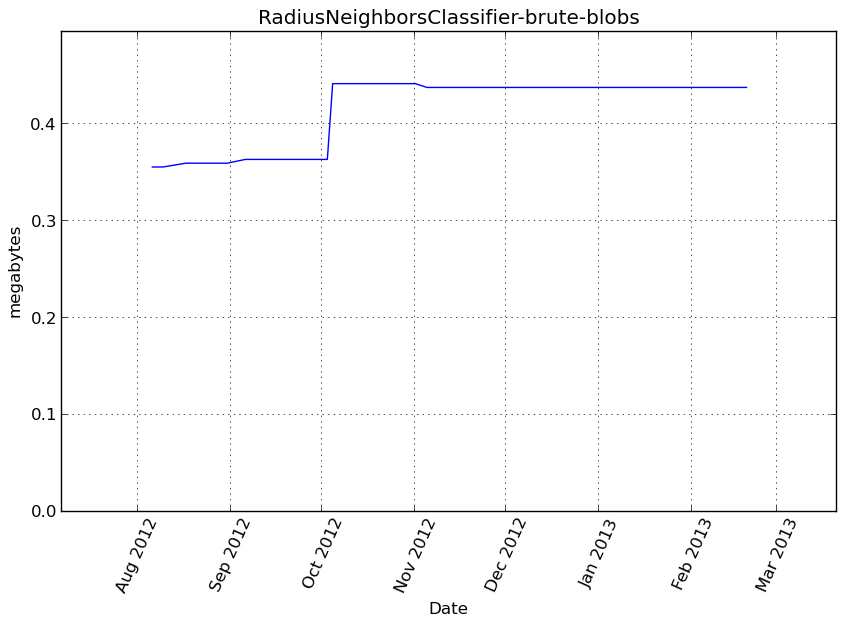 RadiusNeighborsClassifier-brute-blobs
megabytes
0.4
0.3
0.2
0.1
0.0
Aug 2012
Sep 2012
Oct 2012
Nov 2012
Dec 2012
Jan 2013
Feb 2013
Mar 2013
Date